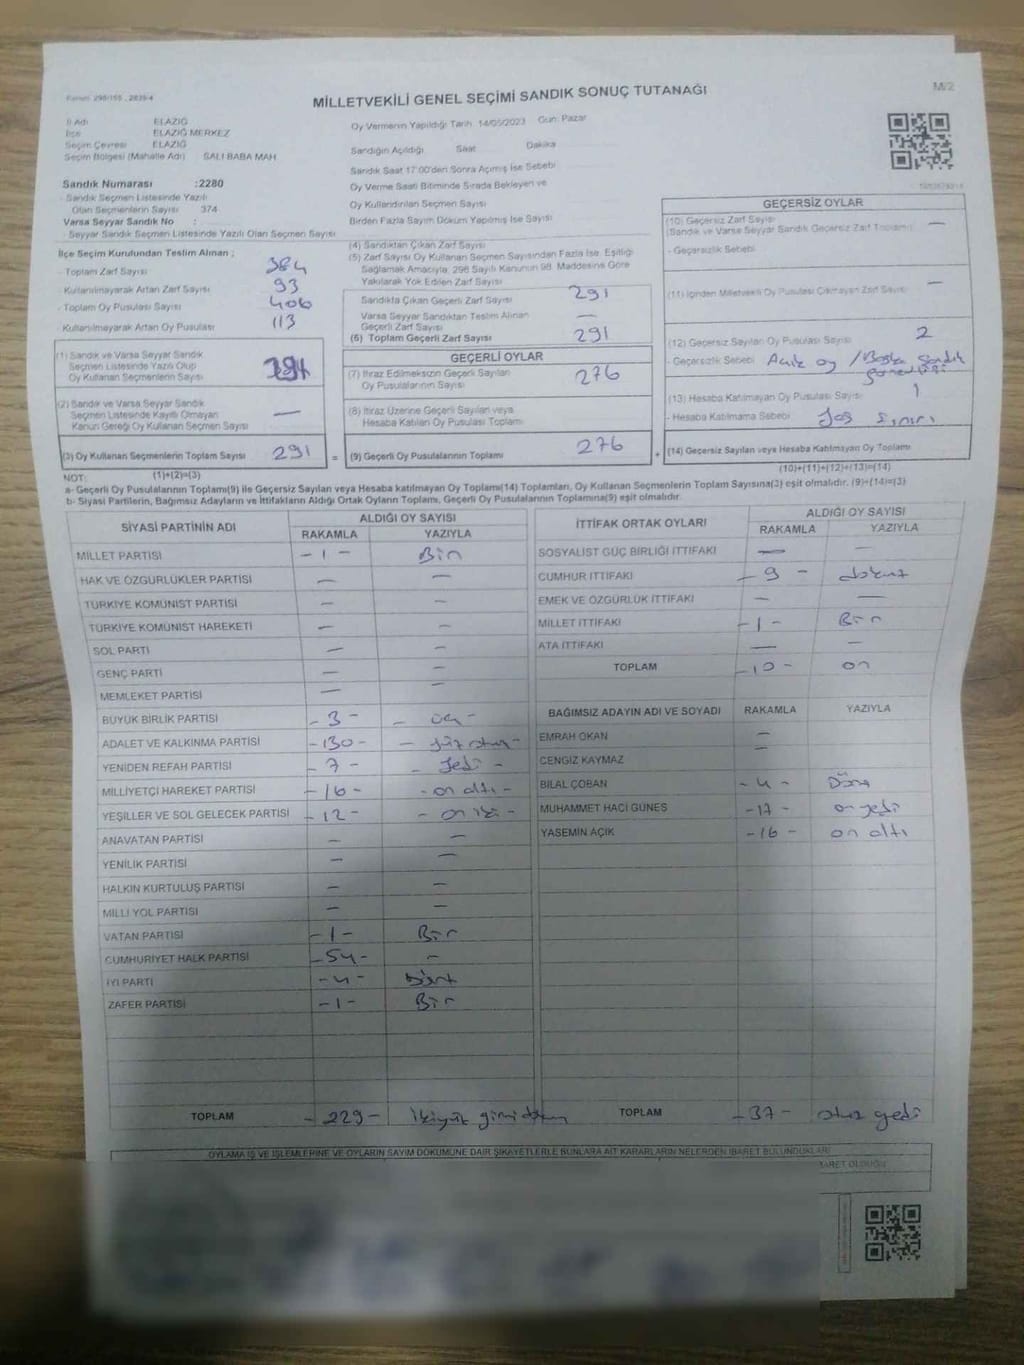 Kanun: 298/105, 2839/4
MİLLETVEKİLİ GENEL SEÇİMİ SANDIK SONUÇ TUTANAĞI
M/2
İl Adı ELAZIĞ
İlçe ELAZIĞ MERKEZ
Seçim Çevresi ELAZIĞ
Seçim Bölgesi (Mahalle Adı) SALI BABA MAH
Sandık Numarası :2280
- Sandık Seçmen Listesinde Yazılı
Olan Seçmenlerin Sayısı 374
Varsa Seyyar Sandık No :
- Seyyar Sandık Seçmen Listesinde Yazılı Olan Seçmen Sayısı
Oy Vermenin Yapıldığı Tarih: 14/05/2023 Gün: Pazar
Sandığın Açıldığı Saat Dakika
Sandık Saat 17:00'den Sonra Açılmış İse Sebebi
Oy Verme Saati Bitiminde Sırada Bekleyen ve
Oy Kullandırılan Seçmen Sayısı
Birden Fazla Sayım Döküm Yapılmış İse Sayısı
İlçe Seçim Kurulundan Teslim Alınan ;
- Toplam Zarf Sayısı 384
- Kullanılmayarak Artan Zarf Sayısı 93
- Toplam Oy Pusulası Sayısı 406
- Kullanılmayarak Artan Oy Pusulası 113
(1) Sandık ve Varsa Seyyar Sandık
Seçmen Listesinde Yazılı Olup
Oy Kullanan Seçmenlerin Sayısı 291
(2) Sandık ve Varsa Seyyar Sandık
Seçmen Listesinde Kayıtlı Olmayan
Kanun Gereği Oy Kullanan Seçmen Sayısı —
(3) Oy Kullanan Seçmenlerin Toplam Sayısı 291 =
(1)+(2)=(3)
(4) Sandıktan Çıkan Zarf Sayısı
(5) Zarf Sayısı Oy Kullanan Seçmen Sayısından Fazla İse, Eşitliği
Sağlamak Amacıyla, 298 Sayılı Kanunun 98. Maddesine Göre
Yakılarak Yok Edilen Zarf Sayısı
Sandıkta Çıkan Geçerli Zarf Sayısı 291
Varsa Seyyar Sandıktan Teslim Alınan
Geçerli Zarf Sayısı —
(6) Toplam Geçerli Zarf Sayısı 291
GEÇERLİ OYLAR
(7) İtiraz Edilmeksizin Geçerli Sayılan
Oy Pusulalarının Sayısı 276
(8) İtiraz Üzerine Geçerli Sayılan veya
Hesaba Katılan Oy Pusulası Toplamı
(9) Geçerli Oy Pusulalarının Toplamı 276 +
GEÇERSİZ OYLAR
(10) Geçersiz Zarf Sayısı
(Sandık ve Varsa Seyyar Sandık Geçersiz Zarf Toplamı) —
- Geçersizlik Sebebi
(11) İçinden Milletvekili Oy Pusulası Çıkmayan Zarf Sayısı —
(12) Geçersiz Sayılan Oy Pusulası Sayısı 2
- Geçersizlik Sebebi Açık oy / Başka Sandık
(13) Hesaba Katılmayan Oy Pusulası Sayısı 1
- Hesaba Katılmama Sebebi Yaş Sınırı
(14) Geçersiz Sayılan veya Hesaba Katılmayan Oy Toplamı
(10)+(11)+(12)+(13)=(14)
NOT:
a- Geçerli Oy Pusulalarının Toplamı(9) ile Geçersiz Sayılan veya Hesaba katılmayan Oy Toplamı(14) Toplamları, Oy Kullanan Seçmenlerin Toplam Sayısına(3) eşit olmalıdır. (9)+(14)=(3)
b- Siyasi Partilerin, Bağımsız Adayların ve İttifakların Aldığı Ortak Oyların Toplamı, Geçerli Oy Pusulalarının Toplamına(9) eşit olmalıdır.
SİYASİ PARTİNİN ADI
ALDIĞI OY SAYISI
RAKAMLA YAZIYLA
MİLLET PARTİSİ -1- Bir
HAK VE ÖZGÜRLÜKLER PARTİSİ — —
TÜRKİYE KOMÜNİST PARTİSİ — —
TÜRKİYE KOMÜNİST HAREKETİ — —
SOL PARTİ — —
GENÇ PARTİ — —
MEMLEKET PARTİSİ — —
BÜYÜK BİRLİK PARTİSİ -3- - üç -
ADALET VE KALKINMA PARTİSİ -130- - yüz otuz -
YENİDEN REFAH PARTİSİ -7- - Yedi -
MİLLİYETÇİ HAREKET PARTİSİ -16- - on altı -
YEŞİLLER VE SOL GELECEK PARTİSİ -12- - on iki -
ANAVATAN PARTİSİ — —
YENİLİK PARTİSİ — —
HALKIN KURTULUŞ PARTİSİ — —
MİLLİ YOL PARTİSİ — —
VATAN PARTİSİ -1- Bir
CUMHURİYET HALK PARTİSİ -54- -
İYİ PARTİ -4- Dört
ZAFER PARTİSİ -1- Bir
TOPLAM -229- ikiyüz yirmi dokuz
İTTİFAK ORTAK OYLARI
ALDIĞI OY SAYISI
RAKAMLA YAZIYLA
SOSYALİST GÜÇ BİRLİĞİ İTTİFAKI — —
CUMHUR İTTİFAKI - 9 - dokuz
EMEK VE ÖZGÜRLÜK İTTİFAKI — —
MİLLET İTTİFAKI -1- Bir
ATA İTTİFAKI — —
TOPLAM -10- on
BAĞIMSIZ ADAYIN ADI VE SOYADI RAKAMLA YAZIYLA
EMRAH OKAN —
CENGİZ KAYMAZ —
BİLAL ÇOBAN -4- Dört
MUHAMMET HACI GÜNEŞ -17- on yedi
YASEMİN AÇIK -16- on altı
TOPLAM -37- otuz yedi
OYLAMA İŞ VE İŞLEMLERİNE VE OYLARIN SAYIM DÖKÜMÜNE DAİR ŞİKAYETLERLE BUNLARA AİT KARARLARIN NELERDEN İBARET BULUNDUKLARI